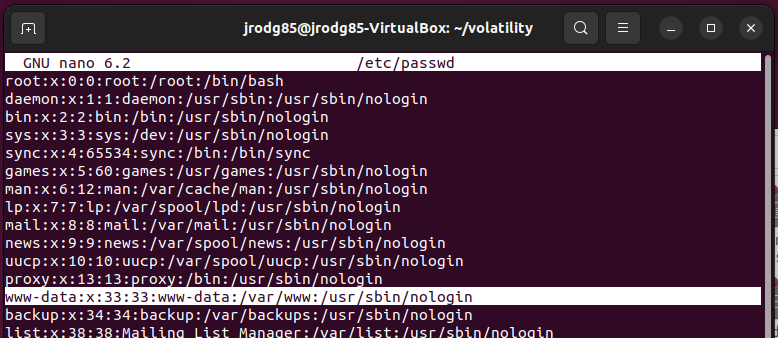 jrodg85@jrodg85-VirtualBox: ~/volatility
GNU nano 6.2 /etc/passwd
root:x:0:0:root:/root:/bin/bash
daemon:x:1:1:daemon:/usr/sbin:/usr/sbin/nologin
bin:x:2:2:bin:/bin:/usr/sbin/nologin
sys:x:3:3:sys:/dev:/usr/sbin/nologin
sync:x:4:65534:sync:/bin:/bin/sync
games:x:5:60:games:/usr/games:/usr/sbin/nologin
man:x:6:12:man:/var/cache/man:/usr/sbin/nologin
lp:x:7:7:lp:/var/spool/lpd:/usr/sbin/nologin
mail:x:8:8:mail:/var/mail:/usr/sbin/nologin
news:x:9:9:news:/var/spool/news:/usr/sbin/nologin
uucp:x:10:10:uucp:/var/spool/uucp:/usr/sbin/nologin
proxy:x:13:13:proxy:/bin:/usr/sbin/nologin
www-data:x:33:33:www-data:/var/www:/usr/sbin/nologin
backup:x:34:34:backup:/var/backups:/usr/sbin/nologin
list:x:38:38:Mailing List Manager:/var/list:/usr/sbin/nologin